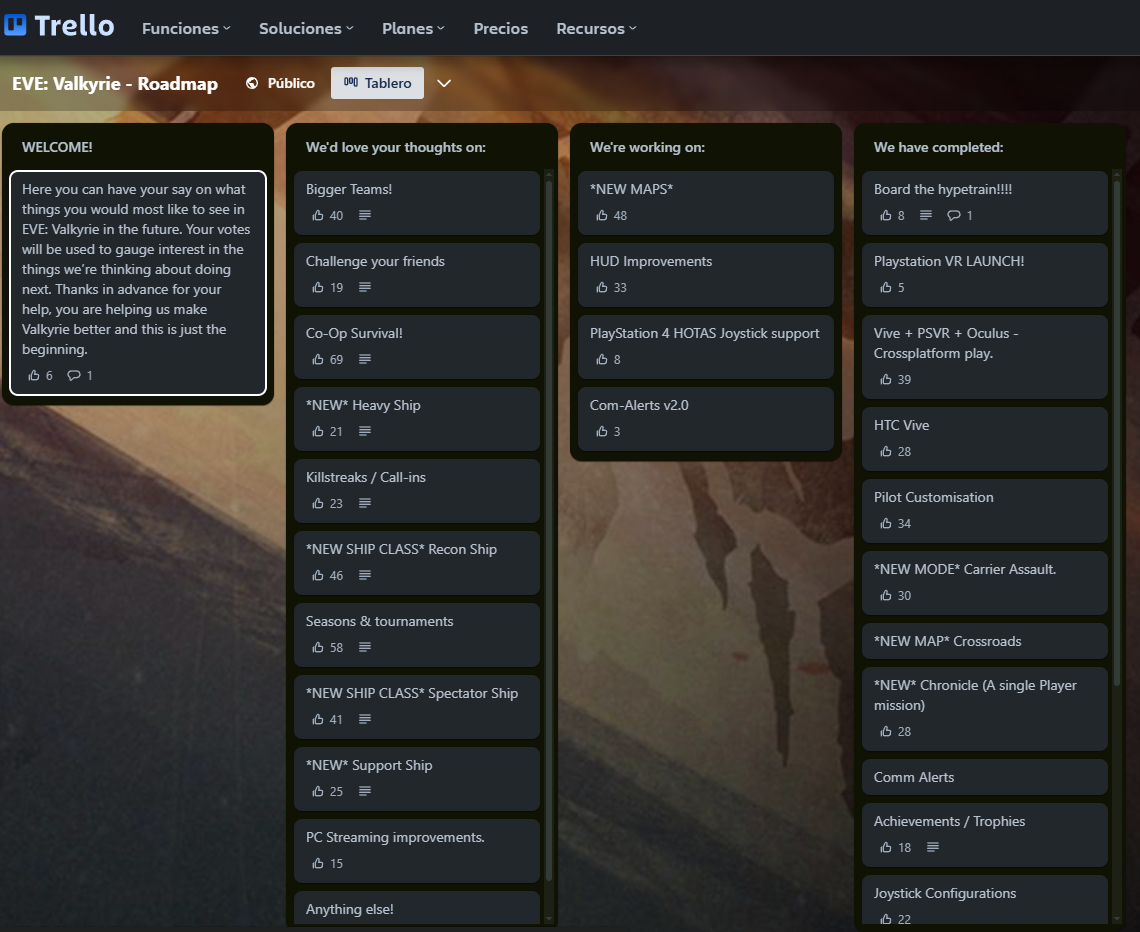 Trello
Funciones
Soluciones
Planes
Precios
Recursos
EVE: Valkyrie - Roadmap
Público
Tablero
WELCOME!
Here you can have your say on what
things you would most like to see in
EVE: Valkyrie in the future. Your votes
will be used to gauge interest in the
things we're thinking about doing
next. Thanks in advance for your
help, you are helping us make
Valkyrie better and this is just the
beginning.
6 1
We'd love your thoughts on:
Bigger Teams!
40
Challenge your friends
19
Co-Op Survival!
69
*NEW* Heavy Ship
21
Killstreaks / Call-ins
23
*NEW SHIP CLASS* Recon Ship
46
Seasons & tournaments
58
*NEW SHIP CLASS* Spectator Ship
41
*NEW* Support Ship
25
PC Streaming improvements.
15
Anything else!
We're working on:
*NEW MAPS*
48
HUD Improvements
33
PlayStation 4 HOTAS Joystick support
8
Com-Alerts v2.0
3
We have completed:
Board the hypetrain!!!!
8 1
Playstation VR LAUNCH!
5
Vive + PSVR + Oculus -
Crossplatform play.
39
HTC Vive
28
Pilot Customisation
34
*NEW MODE* Carrier Assault.
30
*NEW MAP* Crossroads
*NEW* Chronicle (A single Player
mission)
28
Comm Alerts
Achievements / Trophies
18
Joystick Configurations
22